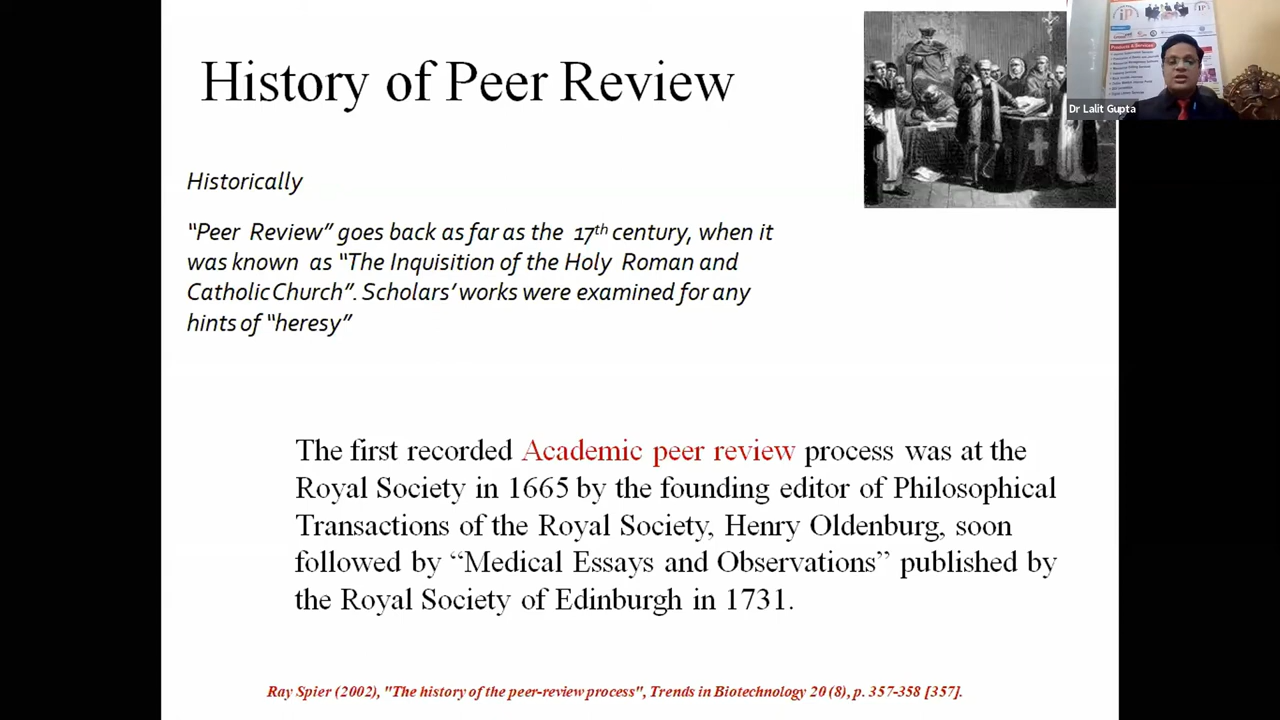 History of Peer Review
Historically
“Peer Review” goes back as far as the 17th century, when it
was known as “The Inquisition of the Holy Roman and
Catholic Church”. Scholars’ works were examined for any
hints of “heresy”
The first recorded Academic peer review process was at the
Royal Society in 1665 by the founding editor of Philosophical
Transactions of the Royal Society, Henry Oldenburg, soon
followed by “Medical Essays and Observations” published by
the Royal Society of Edinburgh in 1731.
Ray Spier (2002), "The history of the peer-review process", Trends in Biotechnology 20 (8), p. 357-358 [357].
iP
iP
Products & Services
Dr Lalit Gupta